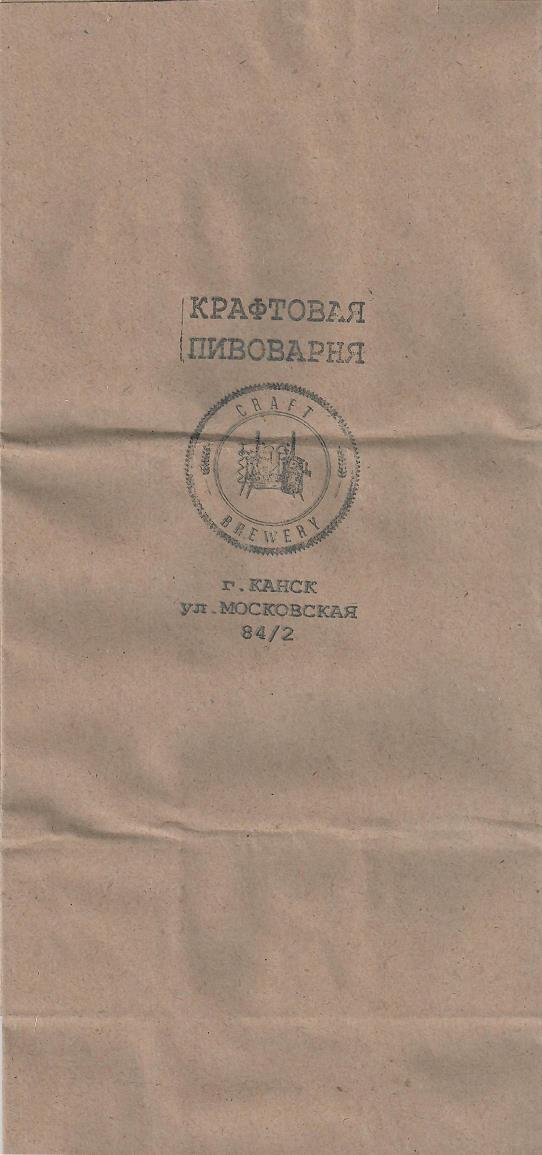 КРАФТОВАЯ
ПИВОВАРНЯ
CRAFT
BREWERY
г.КАНСК
ул.МОСКОВСКАЯ
84/2